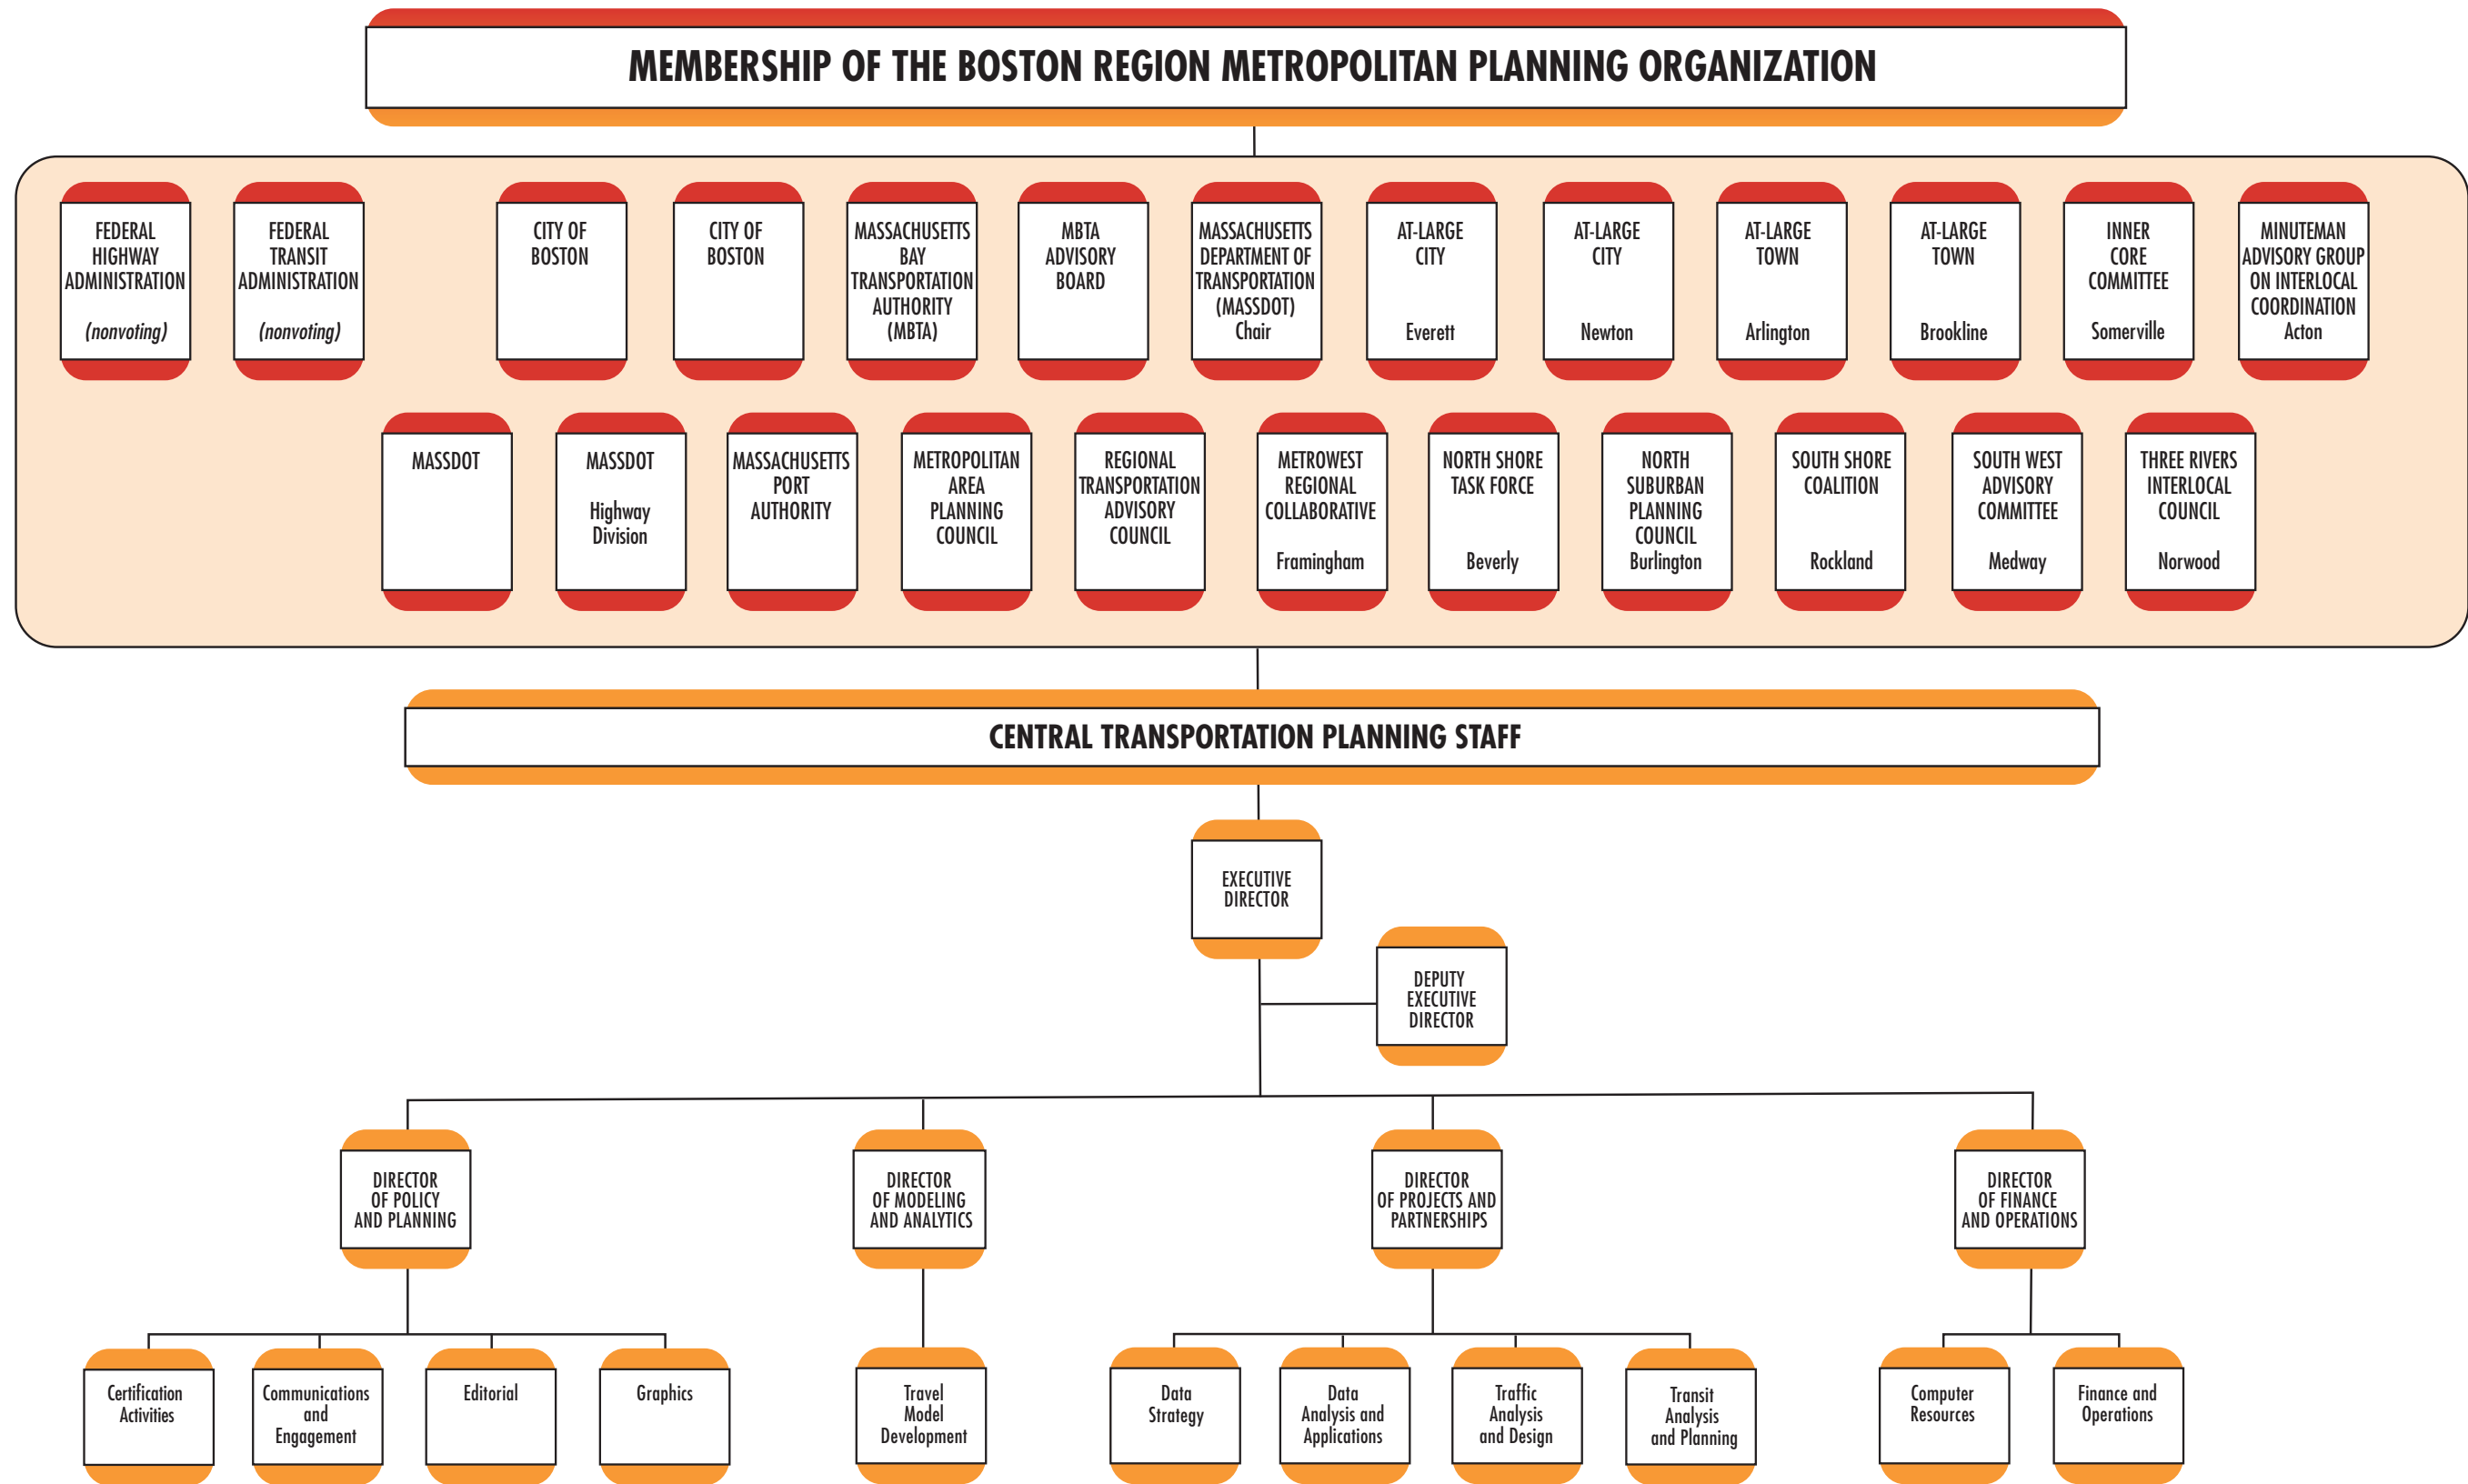 MEMBERSHIP OF THE BOSTON REGION METROPOLITAN PLANNING ORGANIZATION
FEDERAL
HIGHWAY
ADMINISTRATION
(nonvoting)
FEDERAL
TRANSIT
ADMINISTRATION
(nonvoting)
CITY OF
BOSTON
CITY OF
BOSTON
MASSACHUSETTS
BAY
TRANSPORTATION
AUTHORITY
(MBTA)
MBTA
ADVISORY
BOARD
MASSACHUSETTS
DEPARTMENT OF
TRANSPORTATION
(MASSDOT)
Chair
AT-LARGE
CITY
Everett
AT-LARGE
CITY
Newton
AT-LARGE
TOWN
Arlington
AT-LARGE
TOWN
Brookline
INNER
CORE
COMMITTEE
Somerville
MINUTEMAN
ADVISORY GROUP
ON INTERLOCAL
COORDINATION
Acton
MASSDOT
MASSDOT
Highway
Division
MASSACHUSETTS
PORT
AUTHORITY
METROPOLITAN
AREA
PLANNING
COUNCIL
REGIONAL
TRANSPORTATION
ADVISORY
COUNCIL
METROWEST
REGIONAL
COLLABORATIVE
Framingham
NORTH SHORE
TASK FORCE
Beverly
NORTH
SUBURBAN
PLANNING
COUNCIL
Burlington
SOUTH SHORE
COALITION
Rockland
SOUTH WEST
ADVISORY
COMMITTEE
Medway
THREE RIVERS
INTERLOCAL
COUNCIL
Norwood
CENTRAL TRANSPORTATION PLANNING STAFF
EXECUTIVE
DIRECTOR
DEPUTY
EXECUTIVE
DIRECTOR
DIRECTOR
OF POLICY
AND PLANNING
DIRECTOR
OF MODELING
AND ANALYTICS
DIRECTOR
OF PROJECTS AND
PARTNERSHIPS
DIRECTOR
OF FINANCE
AND OPERATIONS
Certification
Activities
Communications
and
Engagement
Editorial
Graphics
Travel
Model
Development
Data
Strategy
Data
Analysis and
Applications
Traffic
Analysis
and Design
Transit
Analysis
and Planning
Computer
Resources
Finance and
Operations